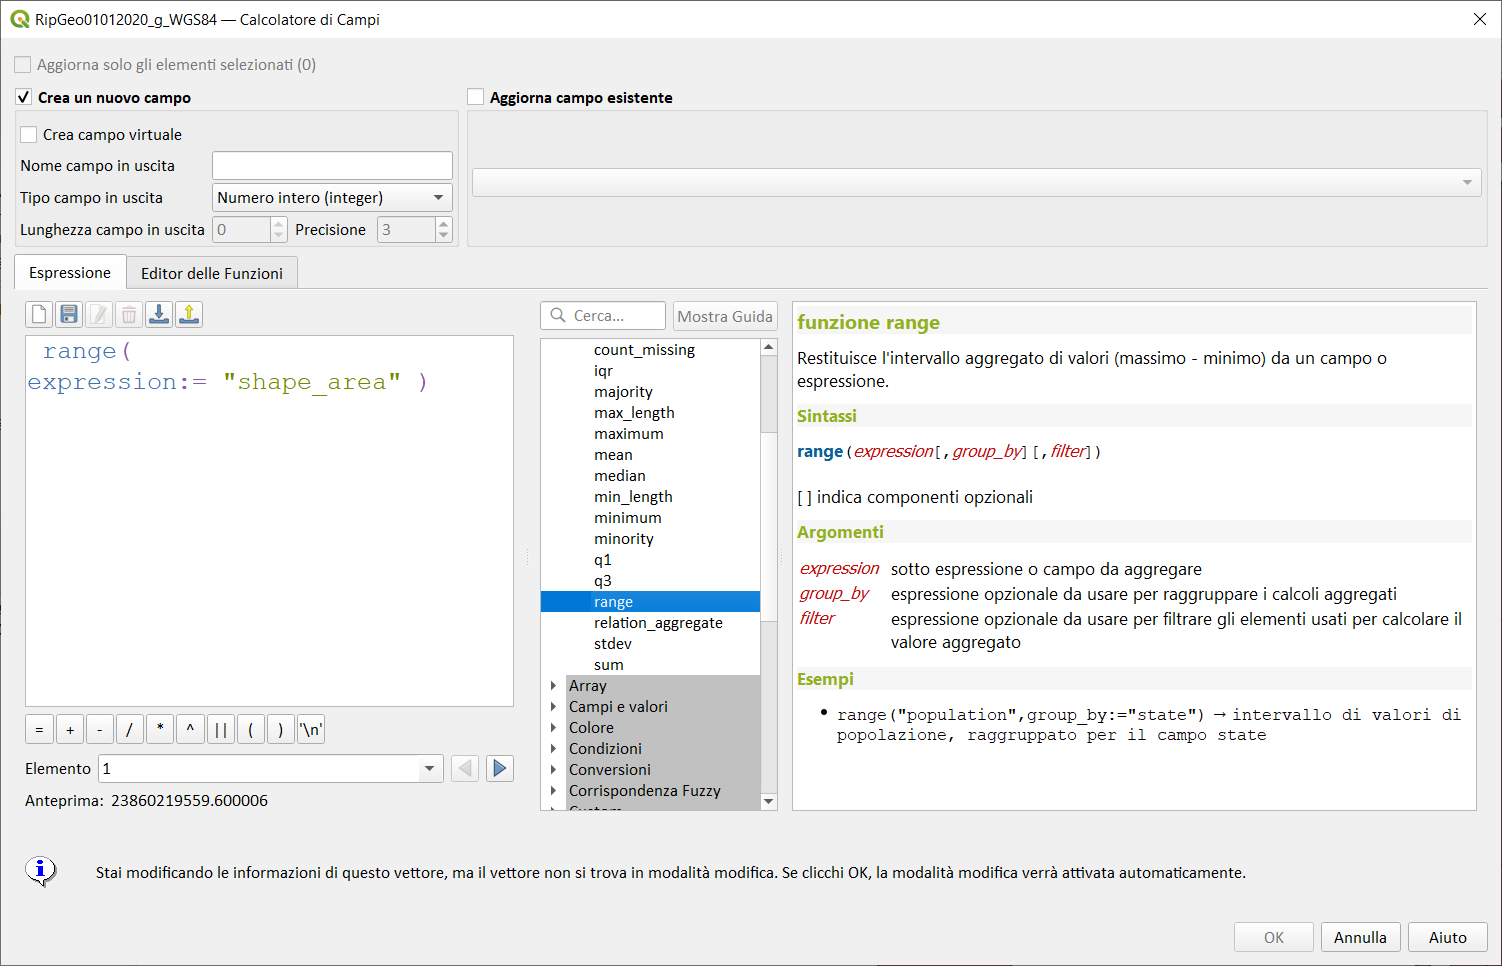 RipGeo01012020_g_WGS84 — Calcolatore di Campi
Aggiorna solo gli elementi selezionati (0)
Crea un nuovo campo
Aggiorna campo esistente
Crea campo virtuale
Nome campo in uscita
Tipo campo in uscita
Numero intero (integer)
Lunghezza campo in uscita
0
Precisione
3
Espressione
Editor delle Funzioni
range(
expression:= "shape_area" )
=
+
-
/
*
^
||
(
)
'\n'
Elemento
1
Anteprima: 23860219559.600006
Cerca...
Mostra Guida
count_missing
iqr
majority
max_length
maximum
mean
median
min_length
minimum
minority
q1
q3
range
relation_aggregate
stdev
sum
Array
Campi e valori
Colore
Condizioni
Conversioni
Corrispondenza Fuzzy
funzione range
Restituisce l'intervallo aggregato di valori (massimo - minimo) da un campo o
espressione.
Sintassi
range(expression[,group_by][,filter])
[ ] indica componenti opzionali
Argomenti
expression sotto espressione o campo da aggregare
group_by espressione opzionale da usare per raggruppare i calcoli aggregati
filter espressione opzionale da usare per filtrare gli elementi usati per calcolare il
valore aggregato
Esempi
• range("population",group_by:="state") → intervallo di valori di
popolazione, raggruppato per il campo state
Stai modificando le informazioni di questo vettore, ma il vettore non si trova in modalità modifica. Se clicchi OK, la modalità modifica verrà attivata automaticamente.
OK
Annulla
Aiuto